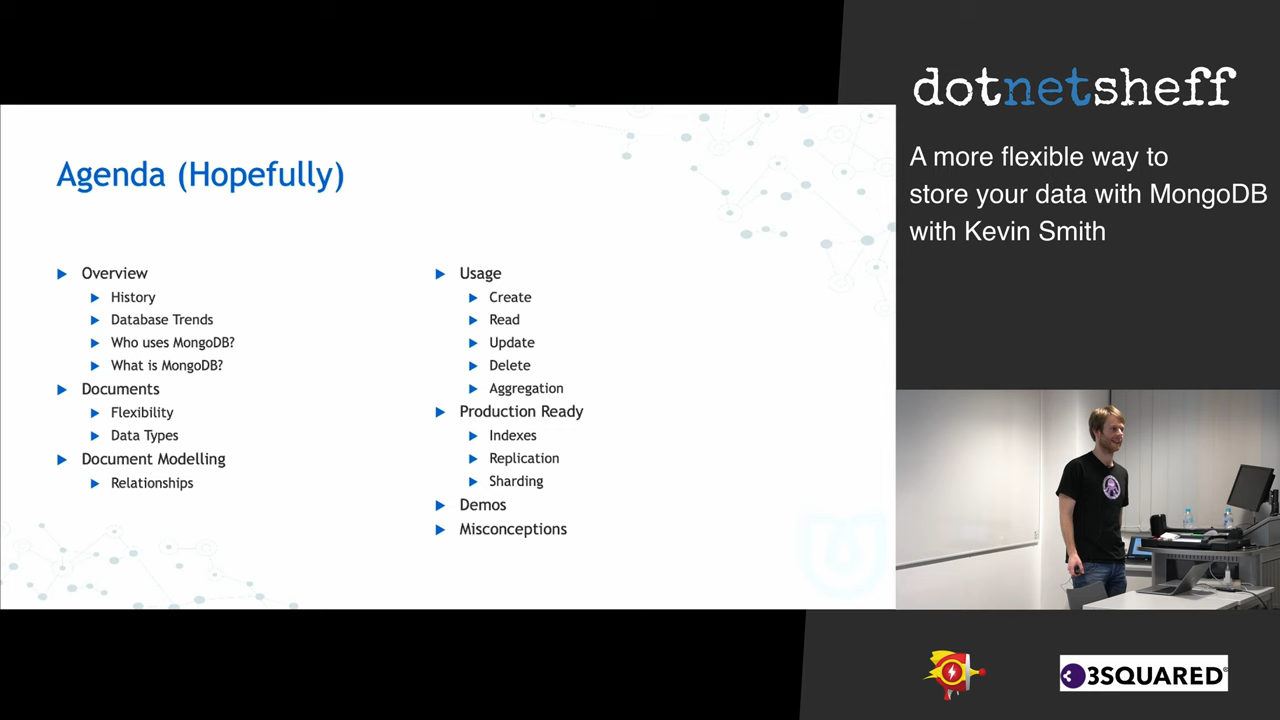 Agenda (Hopefully)
Overview
History
Database Trends
Who uses MongoDB?
What is MongoDB?
Documents
Flexibility
Data Types
Document Modelling
Relationships
Usage
Create
Read
Update
Delete
Aggregation
Production Ready
Indexes
Replication
Sharding
Demos
Misconceptions
dotnetsheff
A more flexible way to
store your data with MongoDB
with Kevin Smith
3SQUARED